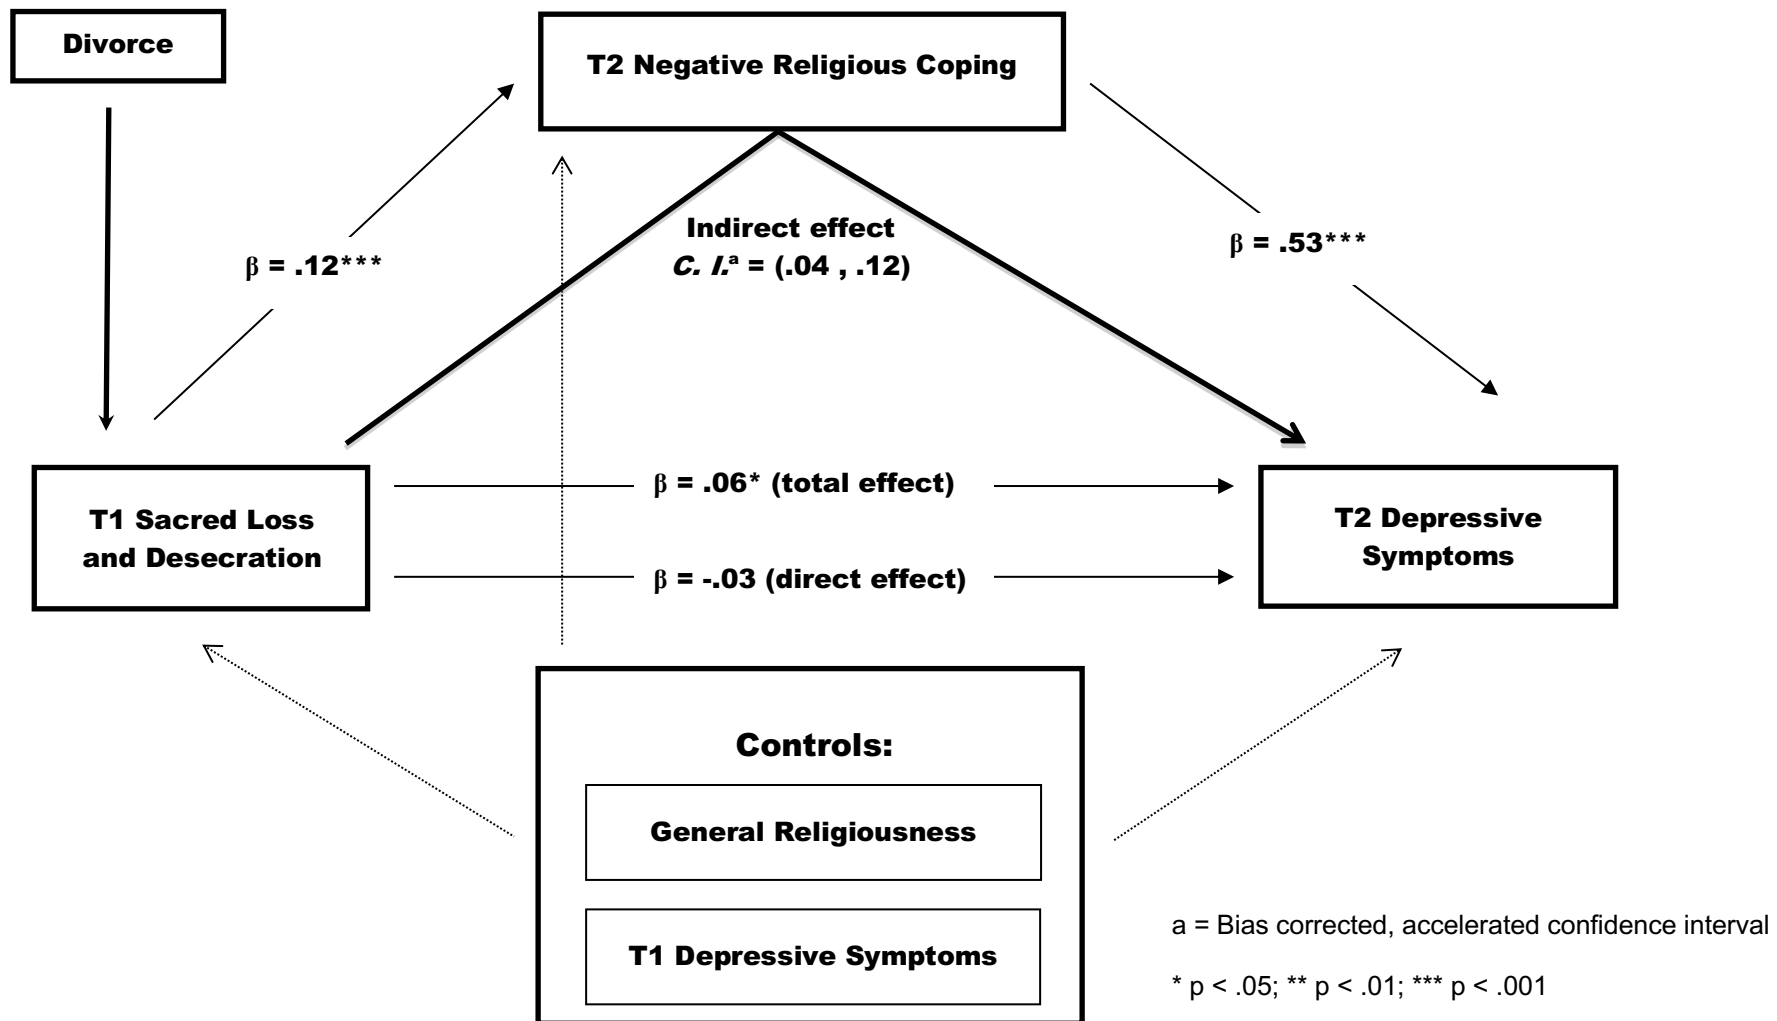 Divorce
T2 Negative Religious Coping
Indirect effect
C. I.ᵃ = (.04 , .12)
β = .12***
β = .53***
β = .06* (total effect)
β = -.03 (direct effect)
T1 Sacred Loss
and Desecration
T2 Depressive
Symptoms
Controls:
General Religiousness
T1 Depressive Symptoms
a = Bias corrected, accelerated confidence interval
* p < .05; ** p < .01; *** p < .001